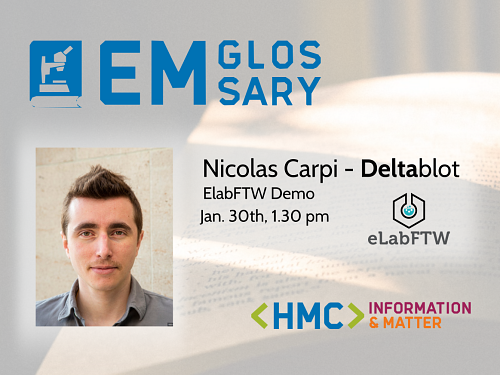 EM GLOS
SARY
Nicolas Carpi - Deltablot
ElabFTW Demo
Jan. 30th, 1.30 pm
eLabFTW
<HMC> INFORMATION
& MATTER